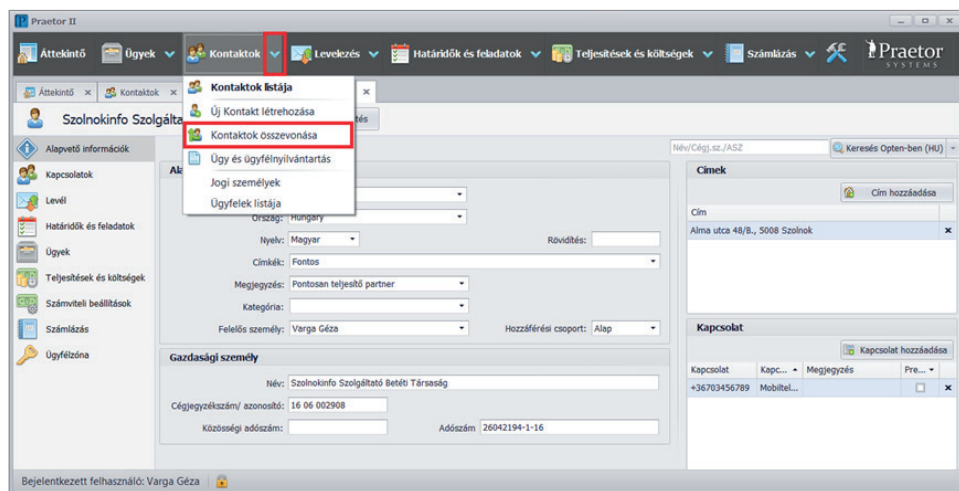 Praetor II
Áttekintő Ügyek Kontaktok Levelezés Határidők és feladatok Teljesítések és költségek Számlázás Praetor
SYSTEMS
Áttekintő Kontaktok
Kontaktok listája
Új Kontakt létrehozása
Kontaktok összevonása
Ügy és ügyfélnyilvántartás
Jogi személyek
Ügyfelek listája
Szolnokinfo Szolgálta tés
Név/Cégj.sz./ASZ Keresés Opten-ben (HU)
Alapvető információk
Kapcsolatok
Levél
Határidők és feladatok
Ügyek
Teljesítések és költségek
Számviteli beállítások
Számlázás
Ügyfélzóna
Ala
Ország: Hungary
Nyelv: Magyar Rövidítés:
Címkék: Fontos
Megjegyzés: Pontosan teljesítő partner
Kategória:
Felelős személy: Varga Géza Hozzáférési csoport: Alap
Gazdasági személy
Név: Szolnokinfo Szolgáltató Betéti Társaság
Cégjegyzékszám/ azonosító: 16 06 002908
Közösségi adószám: Adószám 26042194-1-16
Címek
Cím hozzáadása
Cím
Alma utca 48/B., 5008 Szolnok
Kapcsolat
Kapcsolat hozzáadása
Kapcsolat Kapc... Megjegyzés Pre...
+36703456789 Mobiltel...
Bejelentkezett felhasználó: Varga Géza